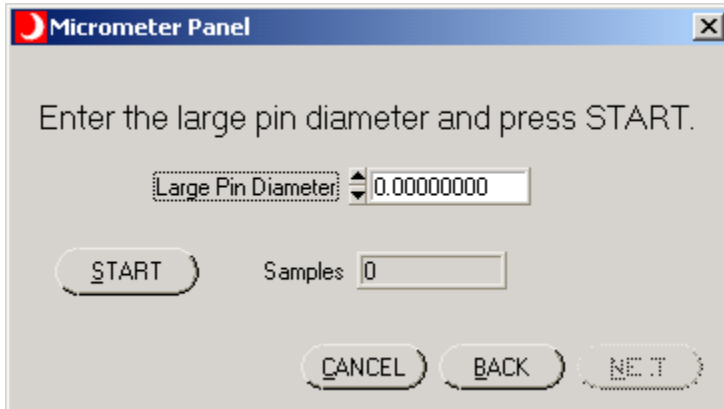 Micrometer Panel
Enter the large pin diameter and press START.
Large Pin Diameter 0.00000000
START Samples 0
CANCEL BACK NEXT